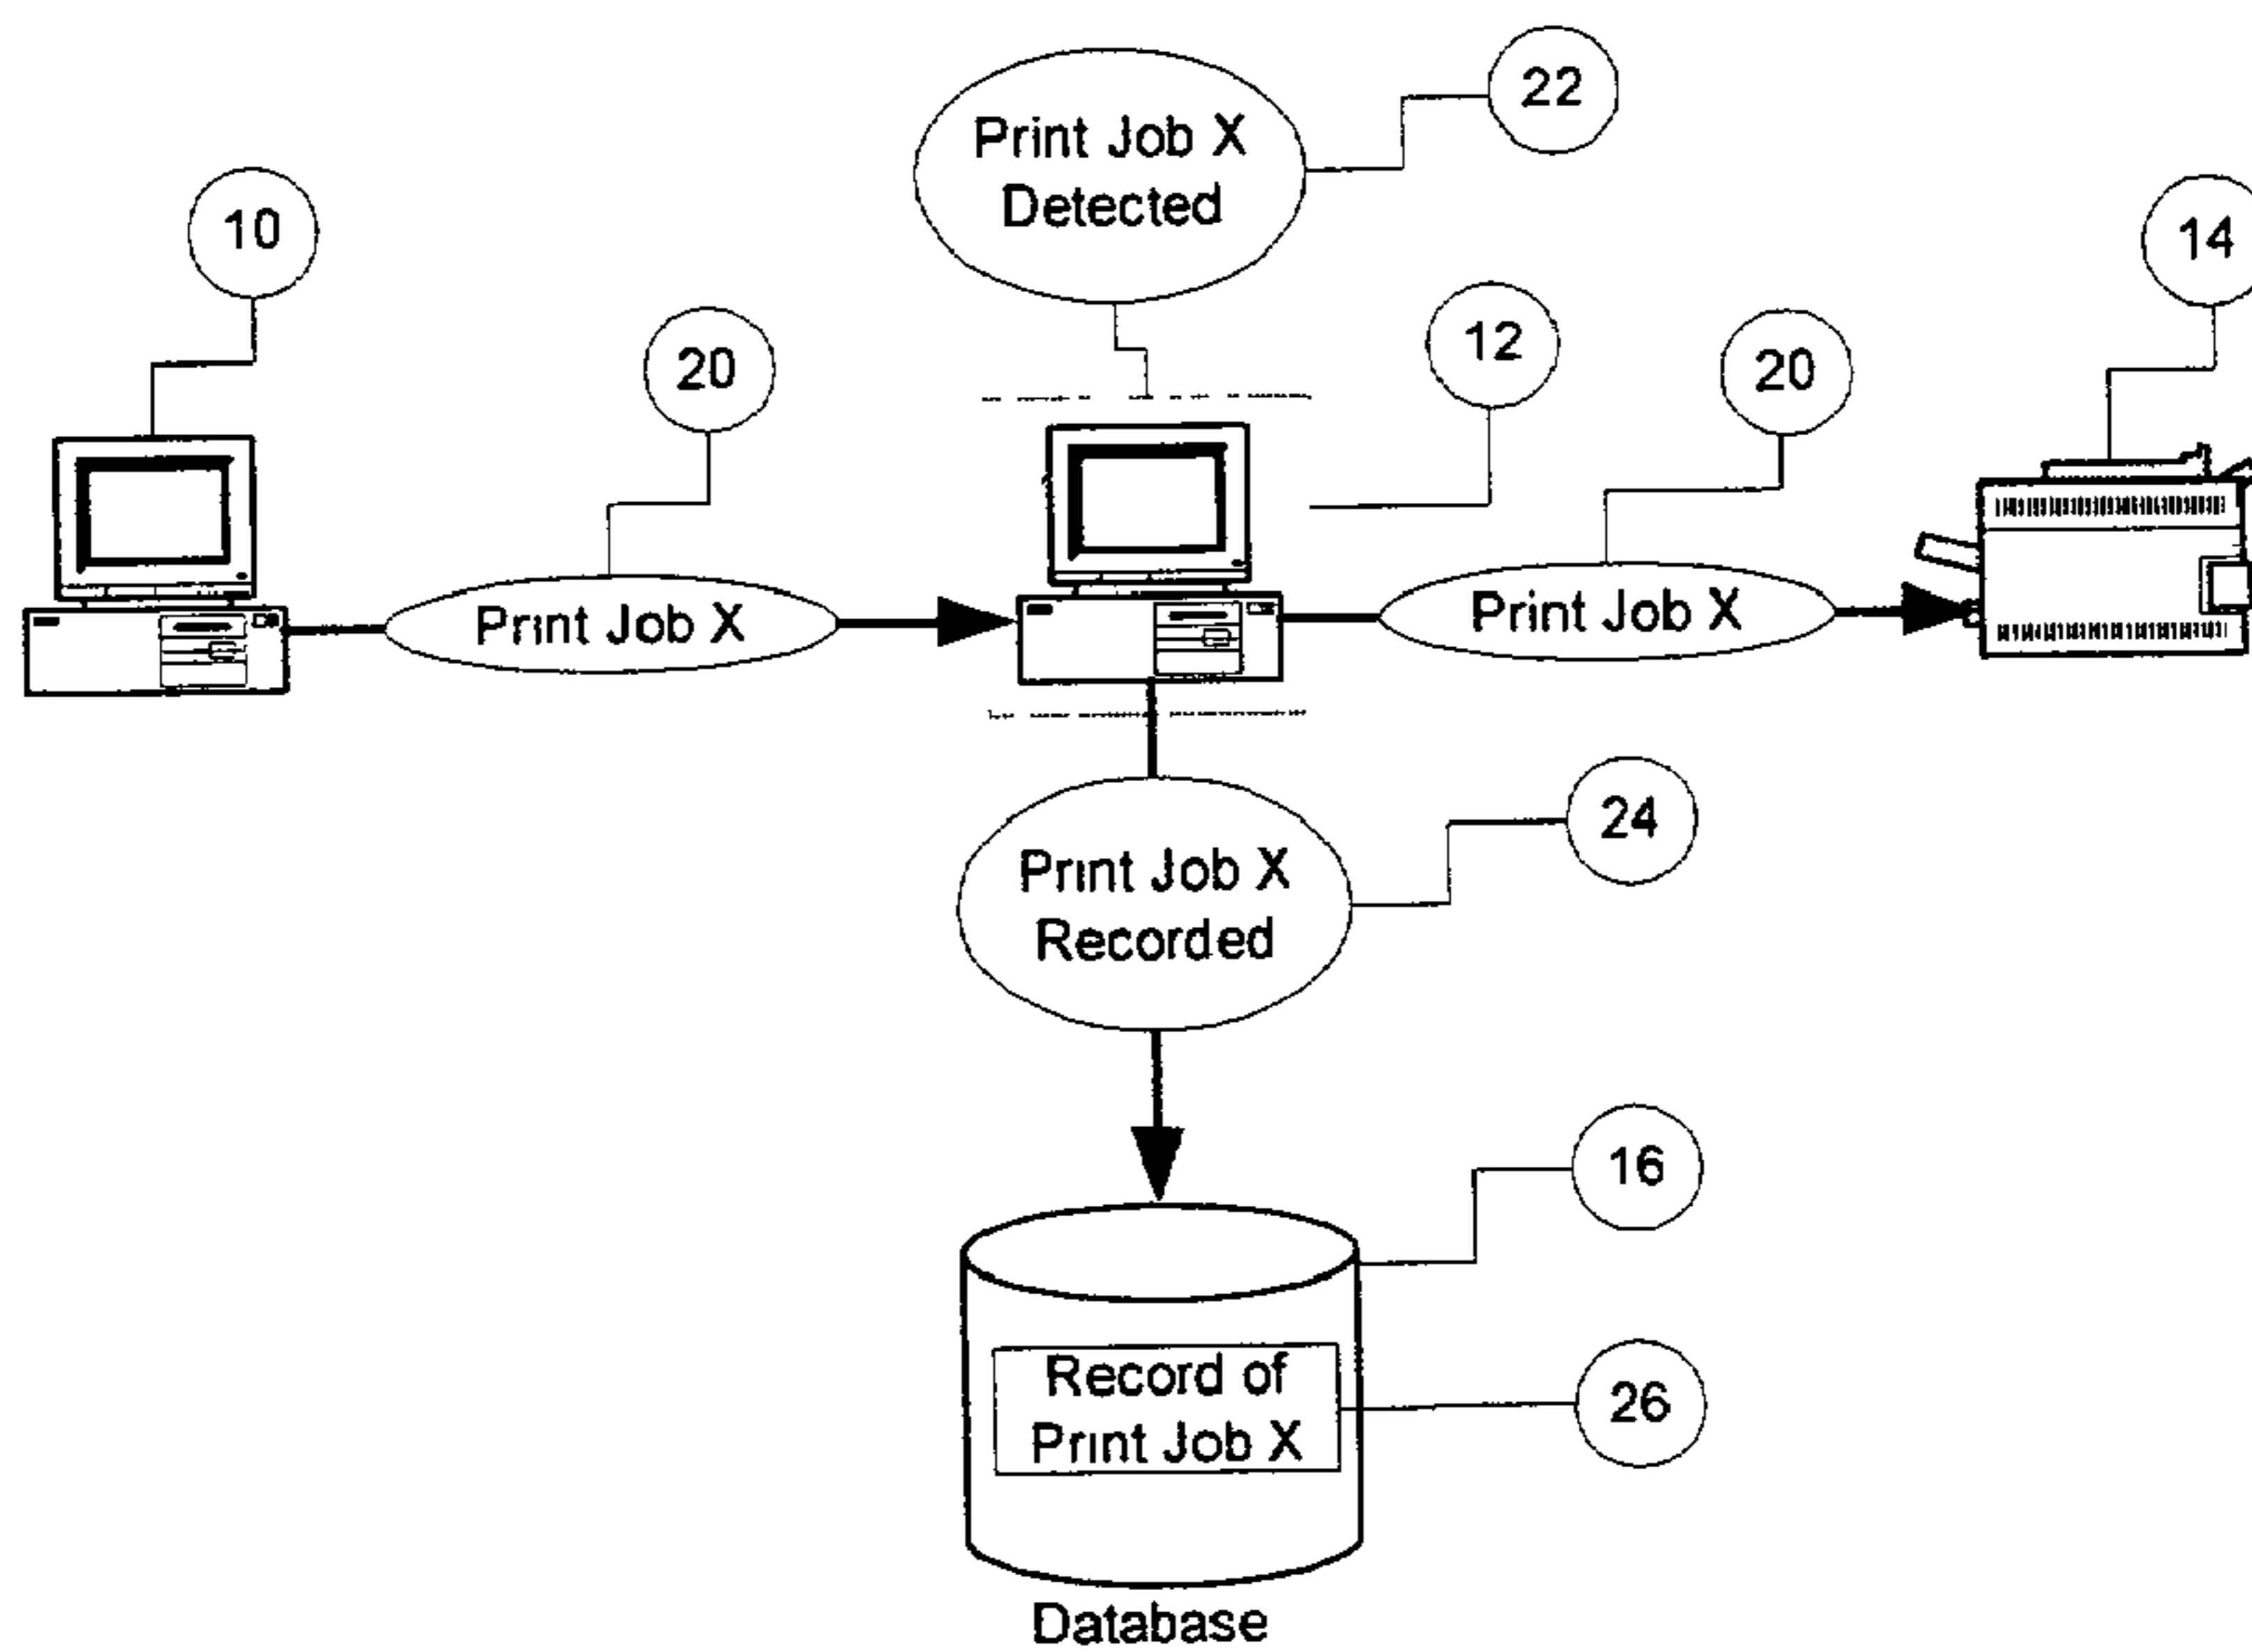 22
Print Job X
Detected
10
14
12
20
20
Print Job X
Print Job X
24
Print Job X
Recorded
16
Record of
Print Job X
26
Database